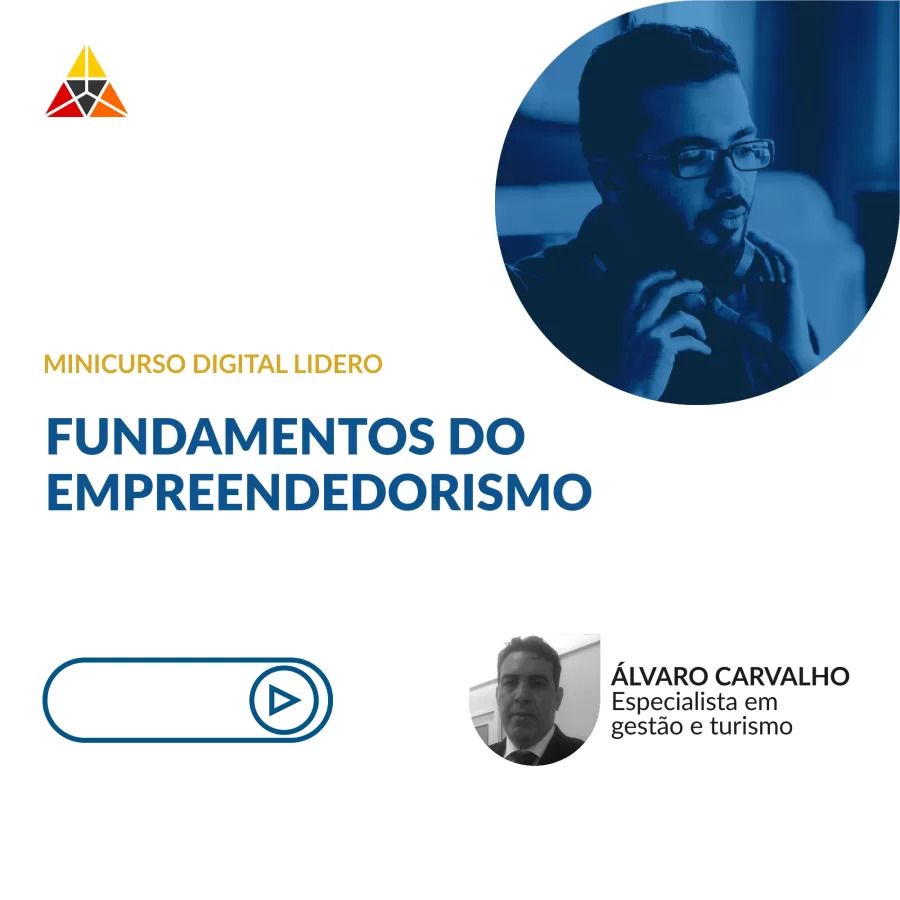 MINICURSO DIGITAL LIDERO
FUNDAMENTOS DO
EMPREENDEDORISMO
ÁLVARO CARVALHO
Especialista em
gestão e turismo